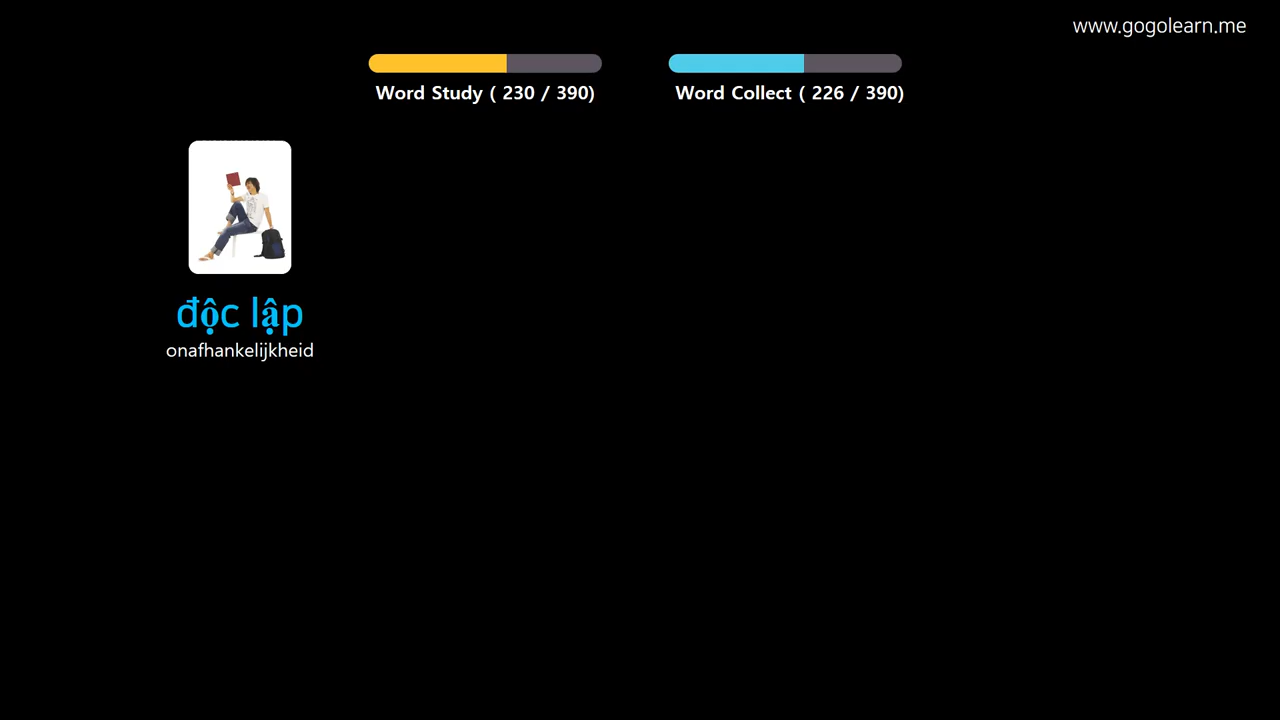 www.gogolearn.me
Word Study ( 230 / 390)
Word Collect ( 226 / 390)
độc lập
onafhankelijkheid